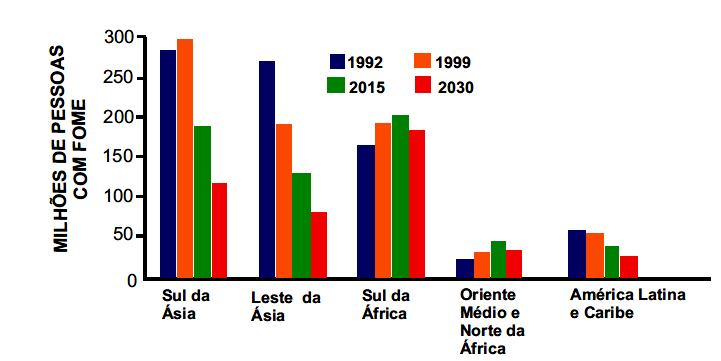 MILHÕES DE PESSOAS
COM FOME
300
250
200
150
100
50
0
1992
1999
2015
2030
Sul da
Ásia
Leste da
Ásia
Sul da
África
Oriente
Médio e
Norte da
África
América Latina
e Caribe